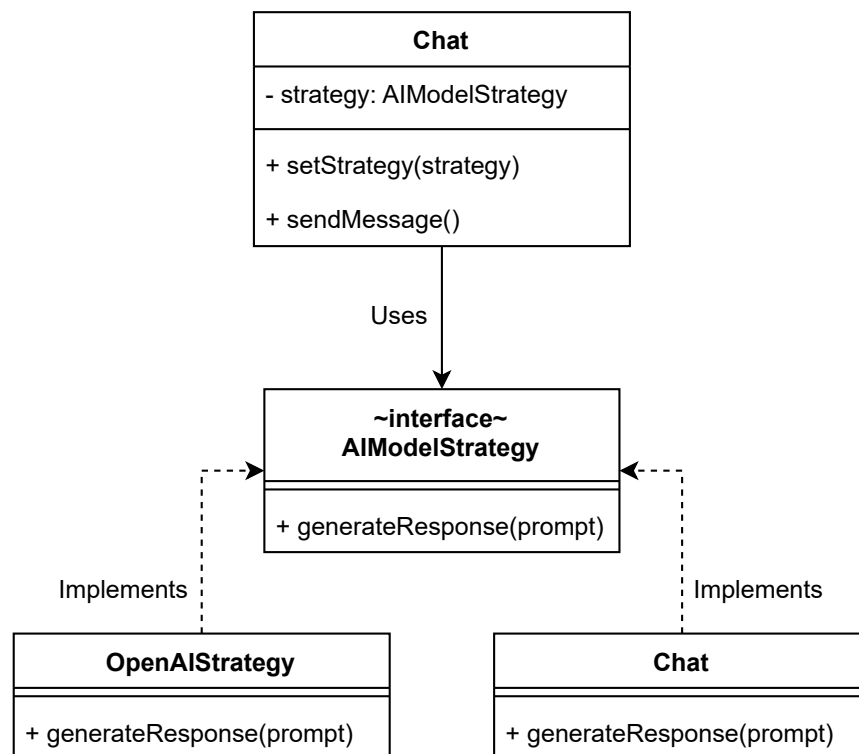 Chat
- strategy: AIModelStrategy
+ setStrategy(strategy)
+ sendMessage()
Uses
~interface~
AIModelStrategy
+ generateResponse(prompt)
Implements
Implements
OpenAIStrategy
+ generateResponse(prompt)
Chat
+ generateResponse(prompt)